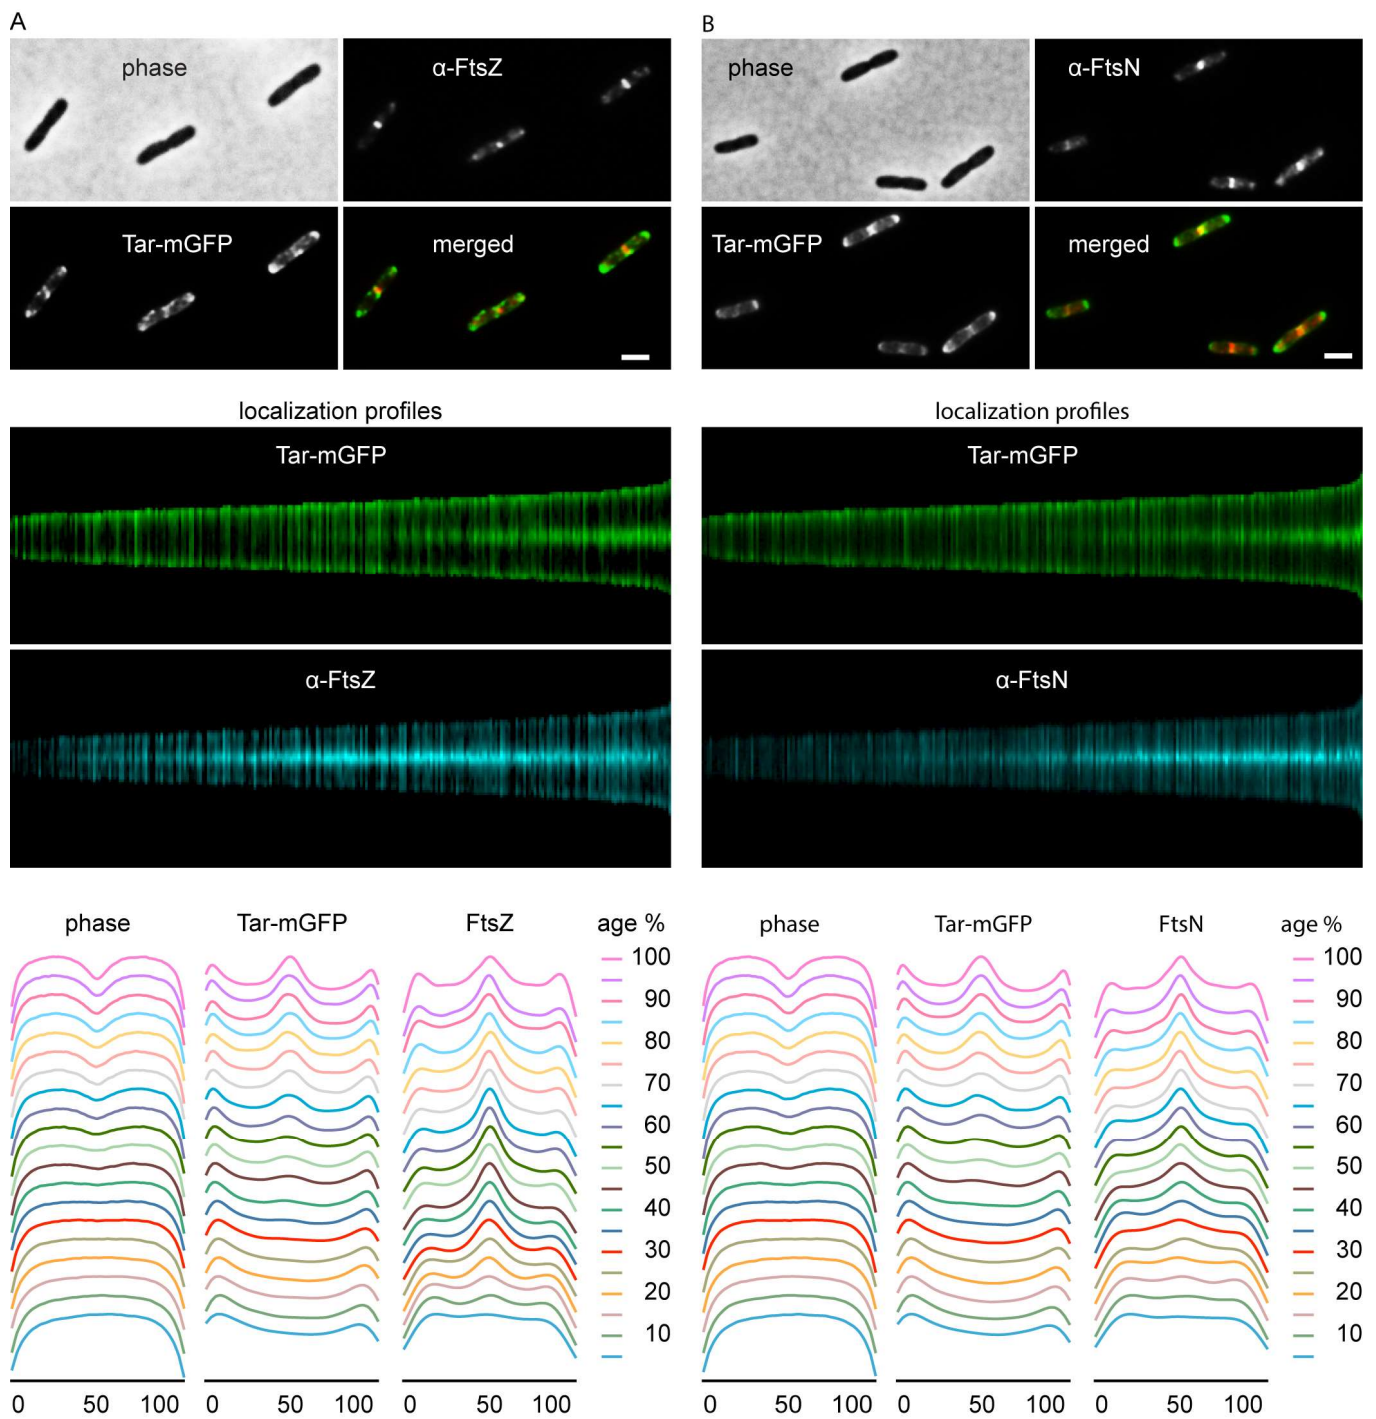 A
phase
α-FtsZ
Tar-mGFP
merged
localization profiles
Tar-mGFP
α-FtsZ
phase
Tar-mGFP
FtsZ
age %
100
90
80
70
60
50
40
30
20
10
0 50 100
0 50 100
0 50 100
B
phase
α-FtsN
Tar-mGFP
merged
localization profiles
Tar-mGFP
α-FtsN
phase
Tar-mGFP
FtsN
age %
100
90
80
70
60
50
40
30
20
10
0 50 100
0 50 100
0 50 100